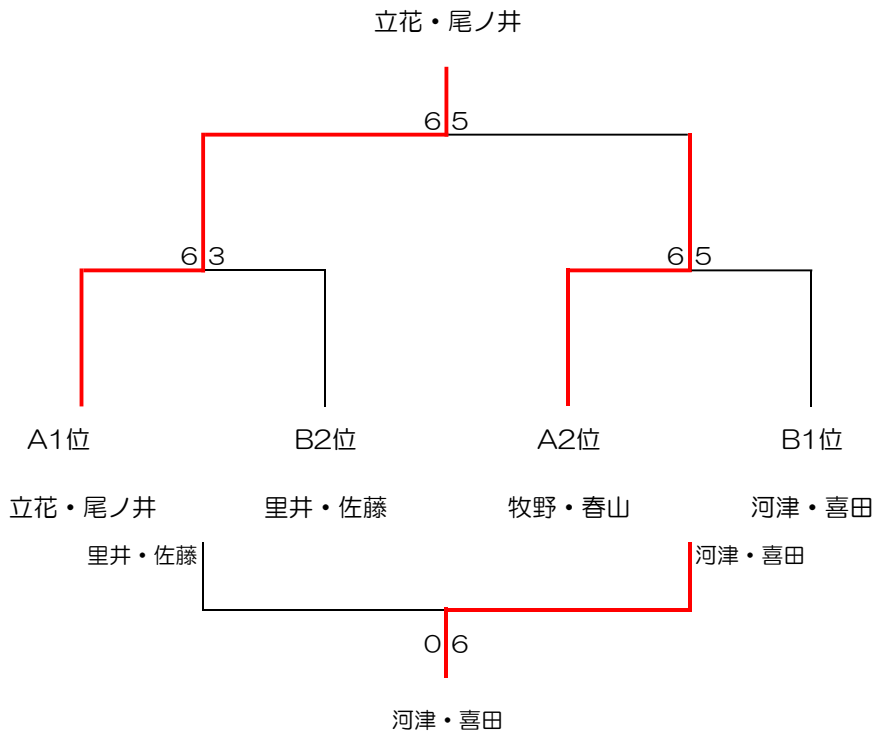 立花・尾ノ井
6 5
6 3
6 5
A1位 B2位 A2位 B1位
立花・尾ノ井 里井・佐藤 牧野・春山 河津・喜田
里井・佐藤 河津・喜田
0 6
河津・喜田